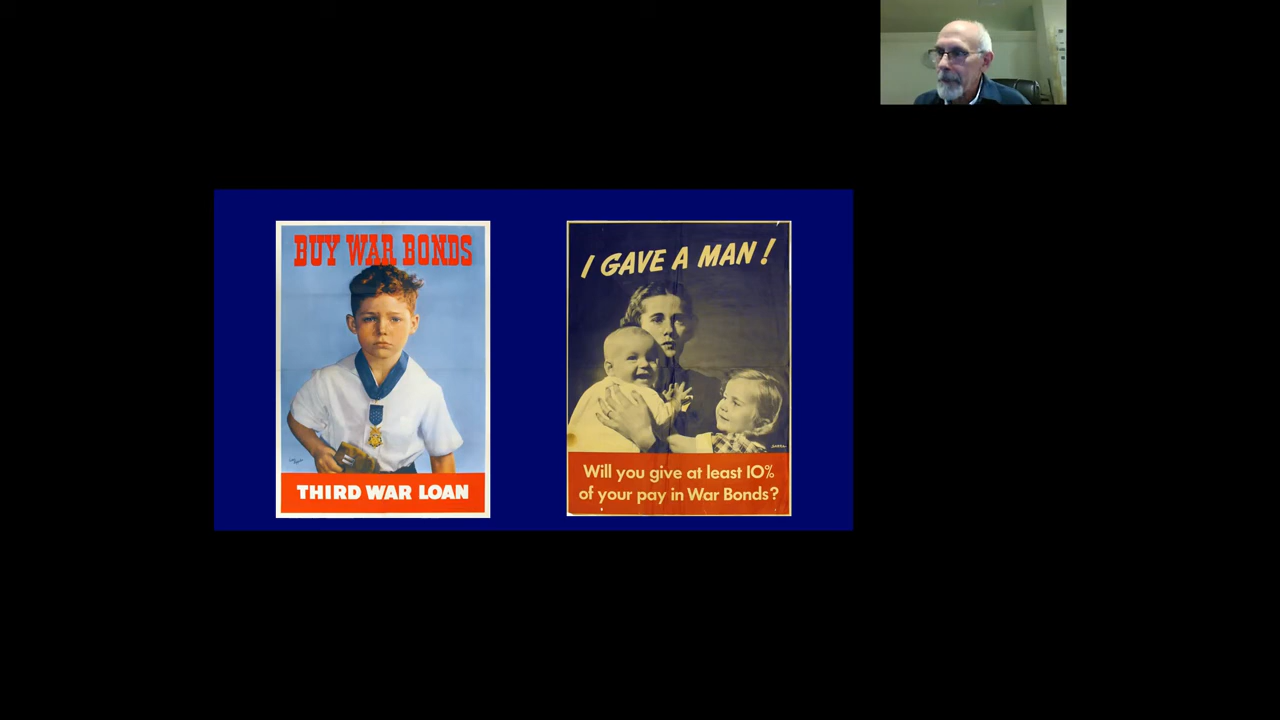 BUY WAR BONDS
THIRD WAR LOAN
I GAVE A MAN!
Will you give at least 10%
of your pay in War Bonds?